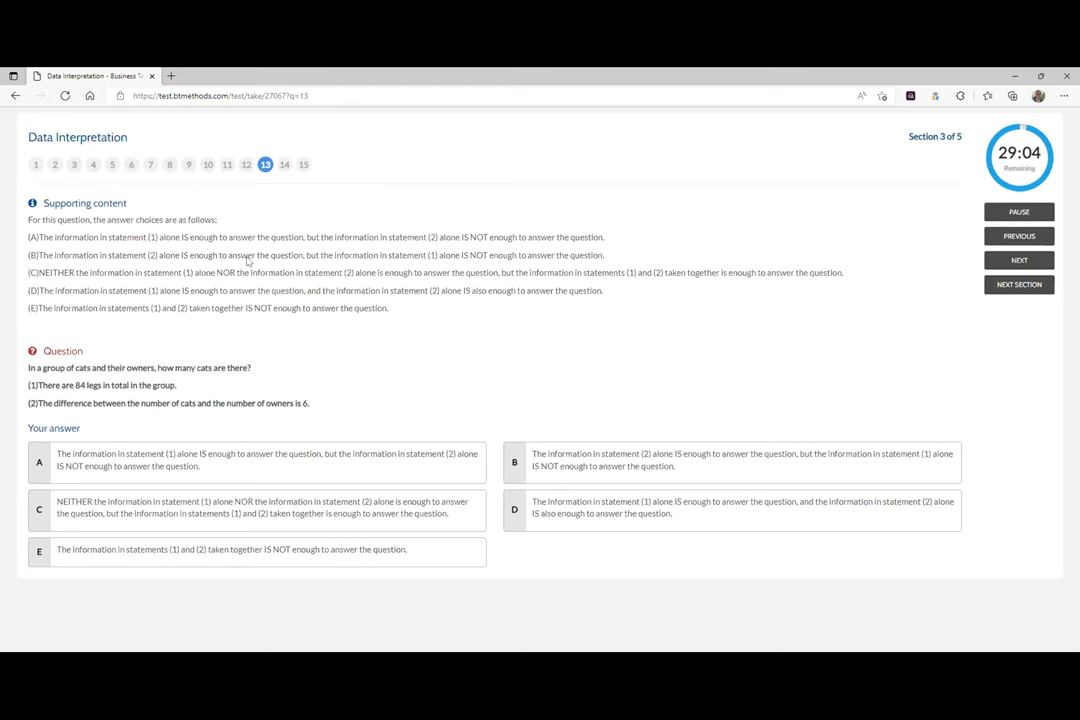 Data Interpretation - Business Te
https://test.btmethods.com/test/take/27067?q=13
Data Interpretation
Section 3 of 5
1 2 3 4 5 6 7 8 9 10 11 12 13 14 15
29:04
Remaining
PAUSE
PREVIOUS
NEXT
NEXT SECTION
Supporting content
For this question, the answer choices are as follows:
(A)The information in statement (1) alone IS enough to answer the question, but the information in statement (2) alone IS NOT enough to answer the question.
(B)The information in statement (2) alone IS enough to answer the question, but the information in statement (1) alone IS NOT enough to answer the question.
(C)NEITHER the information in statement (1) alone NOR the information in statement (2) alone is enough to answer the question, but the information in statements (1) and (2) taken together is enough to answer the question.
(D)The information in statement (1) alone IS enough to answer the question, and the information in statement (2) alone IS also enough to answer the question.
(E)The information in statements (1) and (2) taken together IS NOT enough to answer the question.
Question
In a group of cats and their owners, how many cats are there?
(1)There are 84 legs in total in the group.
(2)The difference between the number of cats and the number of owners is 6.
Your answer
A
The information in statement (1) alone IS enough to answer the question, but the information in statement (2) alone
IS NOT enough to answer the question.
B
The information in statement (2) alone IS enough to answer the question, but the information in statement (1) alone
IS NOT enough to answer the question.
C
NEITHER the information in statement (1) alone NOR the information in statement (2) alone is enough to answer
the question, but the information in statements (1) and (2) taken together is enough to answer the question.
D
The information in statement (1) alone IS enough to answer the question, and the information in statement (2) alone
IS also enough to answer the question.
E
The information in statements (1) and (2) taken together IS NOT enough to answer the question.